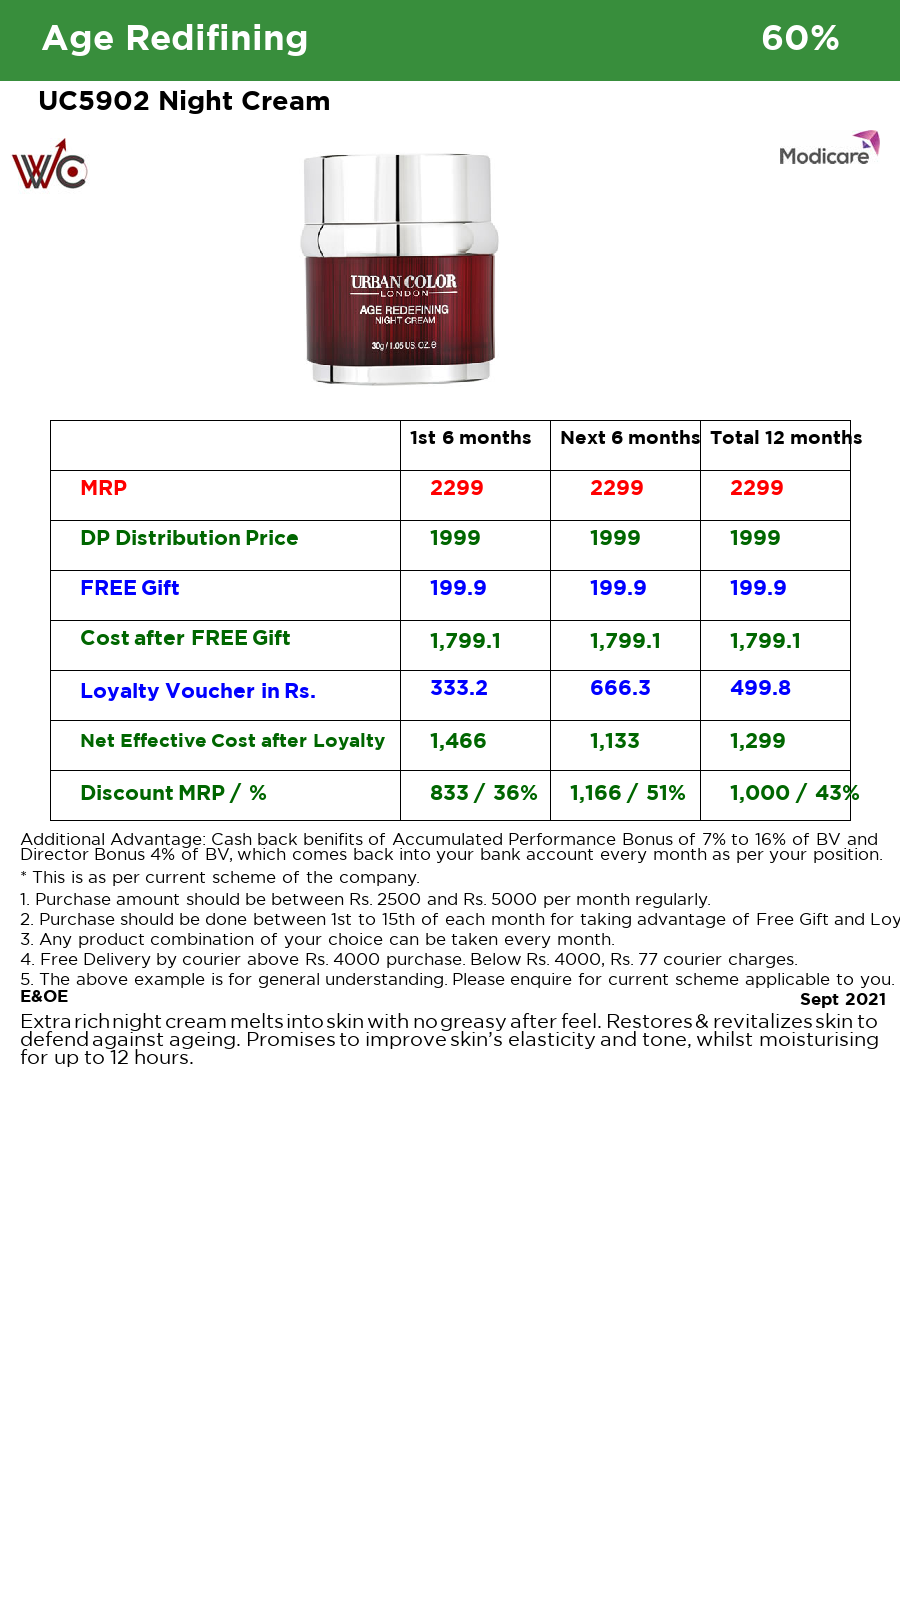 Age Redifining 60%
UC5902 Night Cream
WC
Modicare
URBAN COLOR
LONDON
AGE REDEFINING
NIGHT CREAM
30g / 1.05 US. OZ. e
1st 6 months Next 6 months Total 12 months
MRP 2299 2299 2299
DP Distribution Price 1999 1999 1999
FREE Gift 199.9 199.9 199.9
Cost after FREE Gift 1,799.1 1,799.1 1,799.1
Loyalty Voucher in Rs. 333.2 666.3 499.8
Net Effective Cost after Loyalty 1,466 1,133 1,299
Discount MRP / % 833 / 36% 1,166 / 51% 1,000 / 43%
Additional Advantage: Cash back benifits of Accumulated Performance Bonus of 7% to 16% of BV and
Director Bonus 4% of BV, which comes back into your bank account every month as per your position.
* This is as per current scheme of the company.
1. Purchase amount should be between Rs. 2500 and Rs. 5000 per month regularly.
2. Purchase should be done between 1st to 15th of each month for taking advantage of Free Gift and Loy
3. Any product combination of your choice can be taken every month.
4. Free Delivery by courier above Rs. 4000 purchase. Below Rs. 4000, Rs. 77 courier charges.
5. The above example is for general understanding. Please enquire for current scheme applicable to you.
E&OE
Sept 2021
Extra rich night cream melts into skin with no greasy after feel. Restores & revitalizes skin to
defend against ageing. Promises to improve skin's elasticity and tone, whilst moisturising
for up to 12 hours.